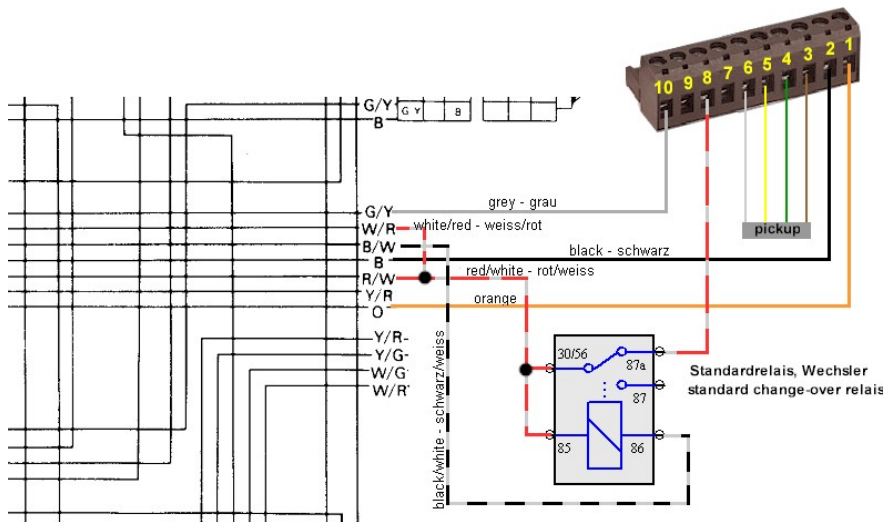 10 9 8 7 6 5 4 3 2 1
G/Y
B
G Y B
G/Y
grey - grau
W/R
white/red - weiss/rot
B/W
B
black - schwarz
R/W
red/white - rot/weiss
Y/R
O
orange
pickup
Y/R
Y/G
W/G
W/R
black/white - schwarz/weiss
30/56
87a
87
85
86
Standardrelais, Wechsler
standard change-over relais